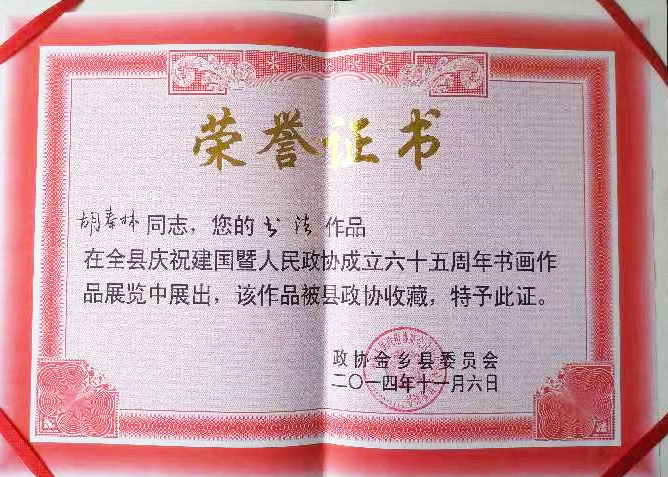 荣誉证书
胡春林同志，您的书法作品
在全县庆祝建国暨人民政协成立六十五周年书画作
品展览中展出，该作品被县政协收藏，特予此证。
政协金乡县委员会
二〇一四年十一月六日